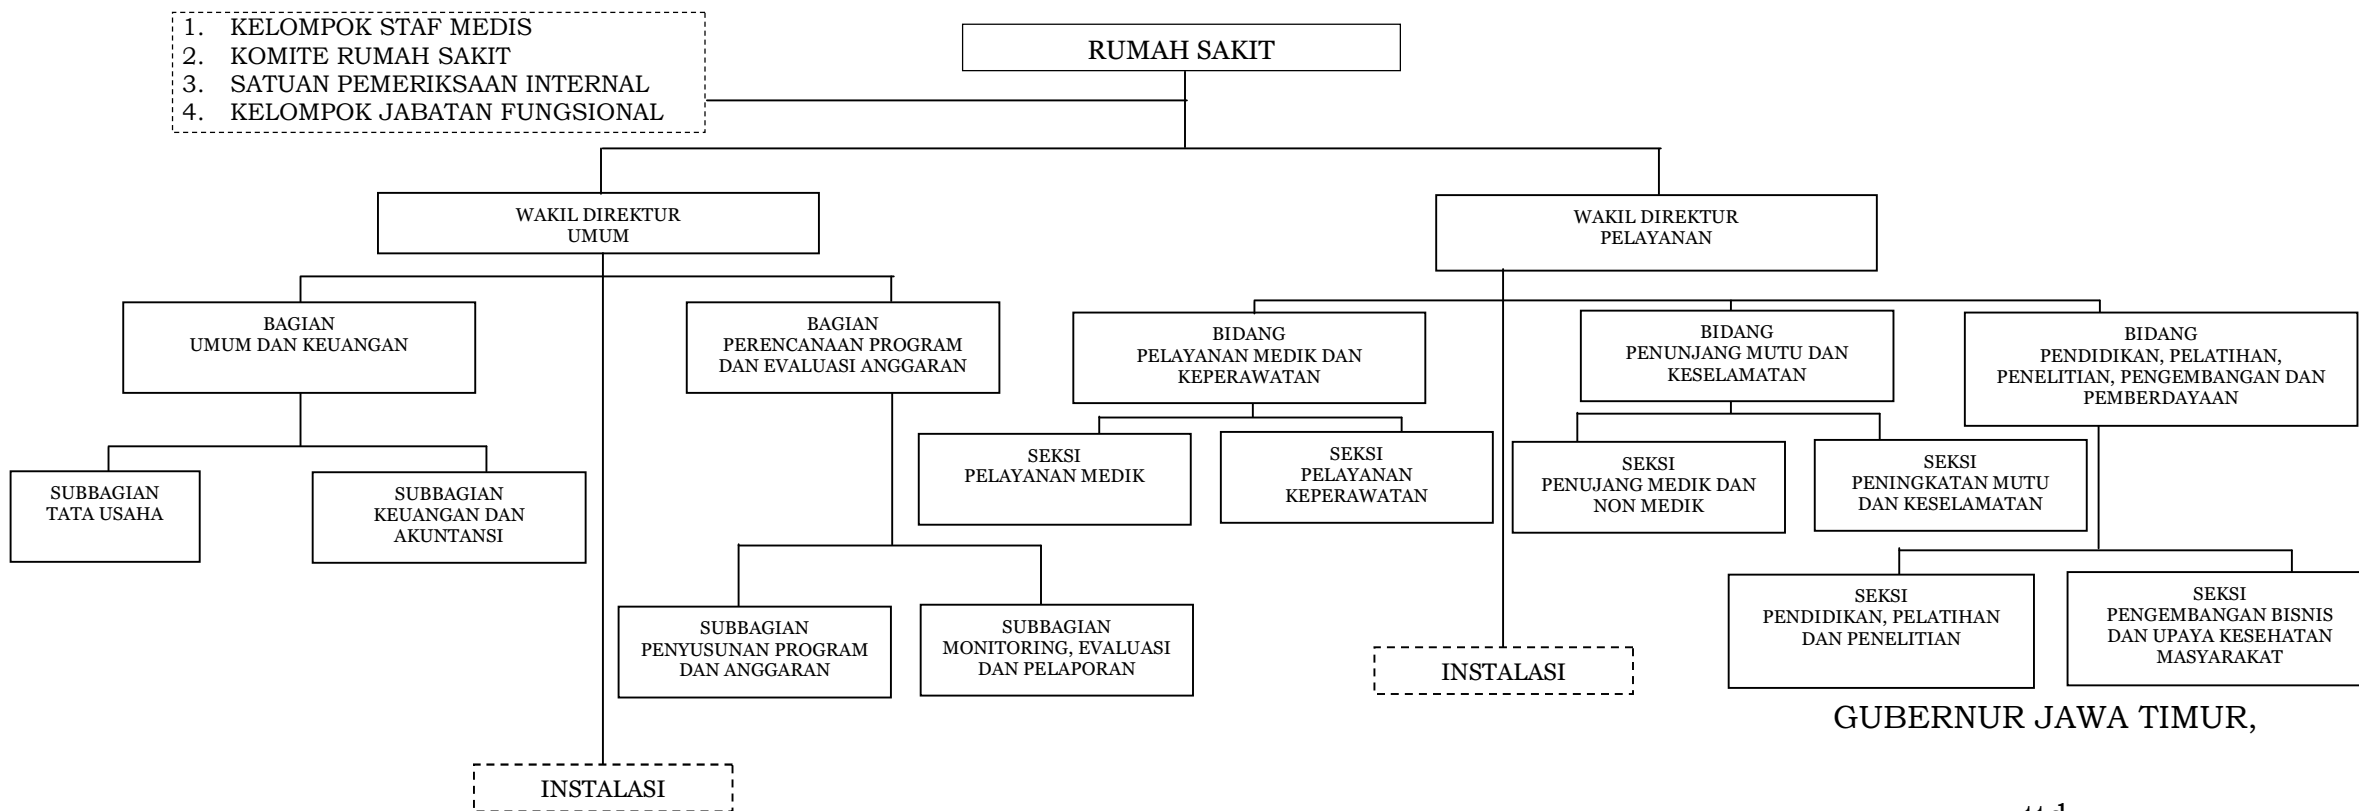 1. KELOMPOK STAF MEDIS
2. KOMITE RUMAH SAKIT
3. SATUAN PEMERIKSAAN INTERNAL
4. KELOMPOK JABATAN FUNGSIONAL
RUMAH SAKIT
WAKIL DIREKTUR
UMUM
WAKIL DIREKTUR
PELAYANAN
BAGIAN
UMUM DAN KEUANGAN
BAGIAN
PERENCANAAN PROGRAM
DAN EVALUASI ANGGARAN
BIDANG
PELAYANAN MEDIK DAN
KEPERAWATAN
BIDANG
PENUNJANG MUTU DAN
KESELAMATAN
BIDANG
PENDIDIKAN, PELATIHAN,
PENELITIAN, PENGEMBANGAN DAN
PEMBERDAYAAN
SUBBAGIAN
TATA USAHA
SUBBAGIAN
KEUANGAN DAN
AKUNTANSI
SEKSI
PELAYANAN MEDIK
SEKSI
PELAYANAN
KEPERAWATAN
SEKSI
PENUJANG MEDIK DAN
NON MEDIK
SEKSI
PENINGKATAN MUTU
DAN KESELAMATAN
SUBBAGIAN
PENYUSUNAN PROGRAM
DAN ANGGARAN
SUBBAGIAN
MONITORING, EVALUASI
DAN PELAPORAN
SEKSI
PENDIDIKAN, PELATIHAN
DAN PENELITIAN
SEKSI
PENGEMBANGAN BISNIS
DAN UPAYA KESEHATAN
MASYARAKAT
INSTALASI
GUBERNUR JAWA TIMUR,
INSTALASI
ttd